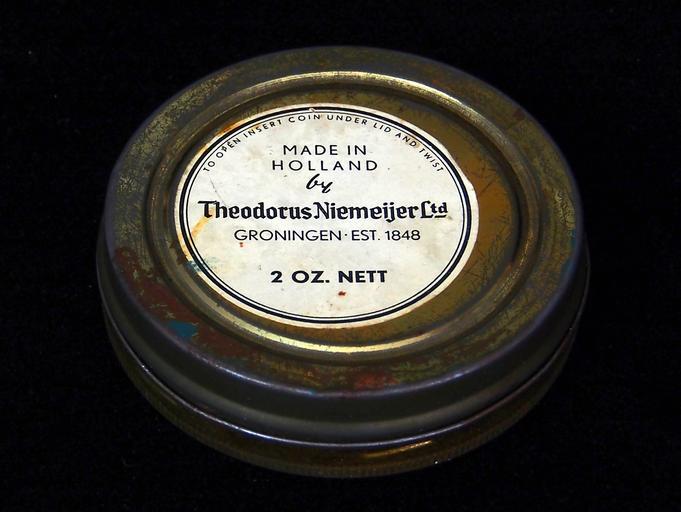 TO OPEN INSERT COIN UNDER LID AND TWIST
MADE IN
HOLLAND
by
Theodorus Niemeijer Ltd
GRONINGEN · EST. 1848
2 OZ. NETT